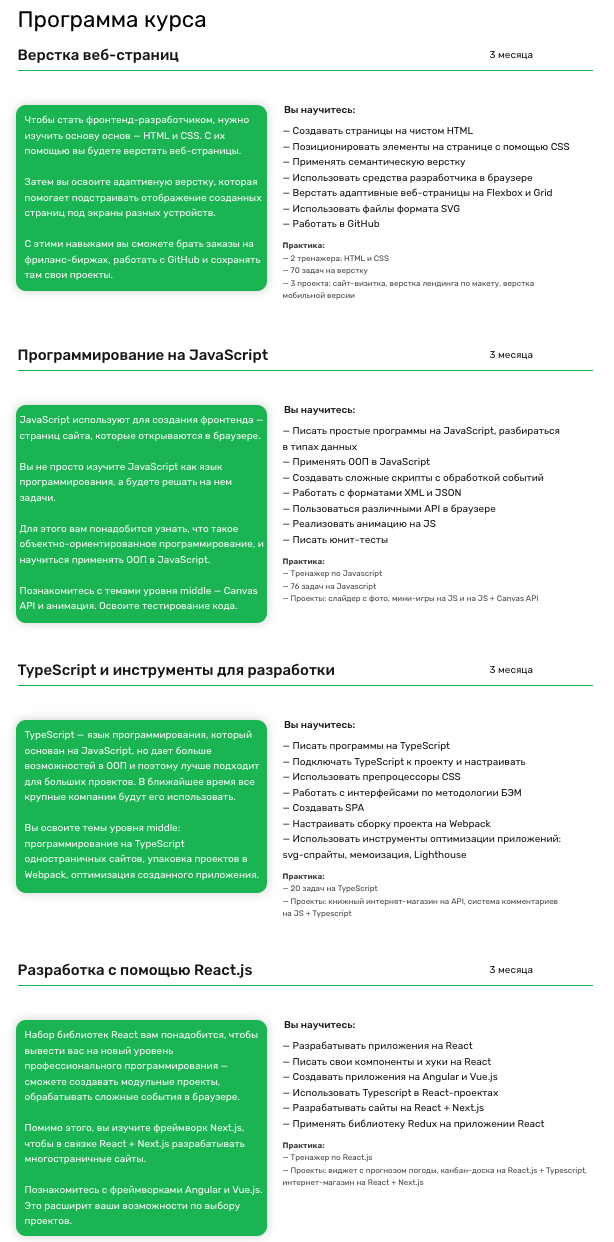 Программа курса
Верстка веб-страниц
3 месяца
Чтобы стать фронтенд-разработчиком, нужно
изучить основу основ — HTML и CSS. С их
помощью вы будете верстать веб-страницы.
Затем вы освоите адаптивную верстку, которая
помогает подстраивать отображение созданных
страниц под экраны разных устройств.
С этими навыками вы сможете брать заказы на
фриланс-биржах, работать с GitHub и сохранять
там свои проекты.
Вы научитесь:
— Создавать страницы на чистом HTML
— Позиционировать элементы на странице с помощью CSS
— Применять семантическую верстку
— Использовать средства разработчика в браузере
— Верстать адаптивные веб-страницы на Flexbox и Grid
— Использовать файлы формата SVG
— Работать в GitHub
Практика:
— 2 тренажера: HTML и CSS
— 70 задач на верстку
— 3 проекта: сайт-визитка, верстка лендинга по макету, верстка
мобильной версии
Программирование на JavaScript
3 месяца
JavaScript используют для создания фронтенда —
страниц сайта, которые открываются в браузере.
Вы не просто изучите JavaScript как язык
программирования, а будете решать на нем
задачи.
Для этого вам понадобится узнать, что такое
объектно-ориентированное программирование, и
научиться применять ООП в JavaScript.
Познакомитесь с темами уровня middle — Canvas
API и анимация. Освоите тестирование кода.
Вы научитесь:
— Писать простые программы на JavaScript, разбираться
в типах данных
— Применять ООП в JavaScript
— Создавать сложные скрипты с обработкой событий
— Работать с форматами XML и JSON
— Пользоваться различными API в браузере
— Реализовать анимацию на JS
— Писать юнит-тесты
Практика:
— Тренажер по Javascript
— 76 задач на Javascript
— Проекты: слайдер с фото, мини-игры на JS и на JS + Canvas API
TypeScript и инструменты для разработки
3 месяца
TypeScript — язык программирования, который
основан на JavaScript, но дает больше
возможностей в ООП и поэтому лучше подходит
для больших проектов. В ближайшее время все
крупные компании будут его использовать.
Вы освоите темы уровня middle:
программирование на TypeScript
одностраничных сайтов, упаковка проектов в
Webpack, оптимизация созданного приложения.
Вы научитесь:
— Писать программы на TypeScript
— Подключать TypeScript к проекту и настраивать
— Использовать препроцессоры CSS
— Работать с интерфейсами по методологии БЭМ
— Создавать SPA
— Настраивать сборку проекта на Webpack
— Использовать инструменты оптимизации приложений:
svg-спрайты, мемоизация, Lighthouse
Практика:
— 20 задач на TypeScript
— Проекты: книжный интернет-магазин на API, система комментариев
на JS + Typescript
Разработка с помощью React.js
3 месяца
Набор библиотек React вам понадобится, чтобы
вывести вас на новый уровень
профессионального программирования —
сможете создавать модульные проекты,
обрабатывать сложные события в браузере.
Помимо этого, вы изучите фреймворк Next.js,
чтобы в связке React + Next.js разрабатывать
многостраничные сайты.
Познакомитесь с фреймворками Angular и Vue.js.
Это расширит ваши возможности по выбору
проектов.
Вы научитесь:
— Разрабатывать приложения на React
— Писать свои компоненты и хуки на React
— Создавать приложения на Angular и Vue.js
— Использовать Typescript в React-проектах
— Разрабатывать сайты на React + Next.js
— Применять библиотеку Redux на приложении React
Практика:
— Тренажер по React.js
— Проекты: виджет с прогнозом погоды, канбан-доска на React.js + Typescript,
интернет-магазин на React + Next.js